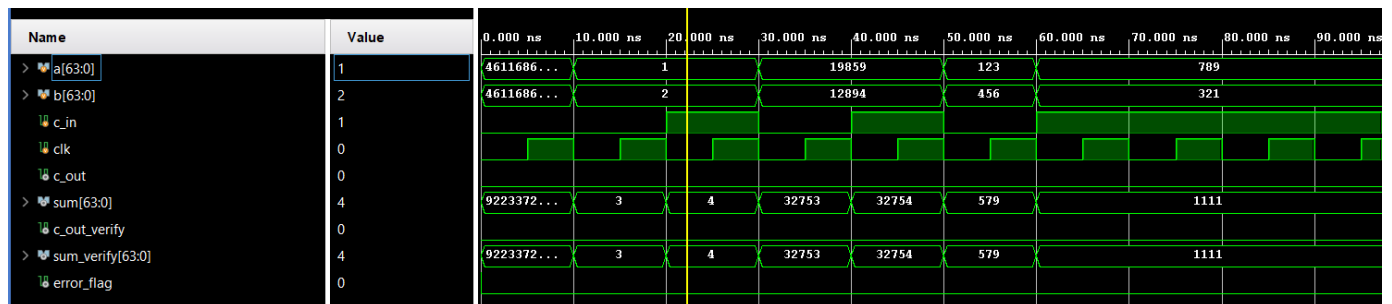 Name Value 0.000 ns 10.000 ns 20.000 ns 30.000 ns 40.000 ns 50.000 ns 60.000 ns 70.000 ns 80.000 ns 90.000 ns
a[63:0] 1 4611686... 1 19859 123 789
b[63:0] 2 4611686... 2 12894 456 321
c_in 1
clk 0
c_out 0
sum[63:0] 4 9223372... 3 4 32753 32754 579 1111
c_out_verify 0
sum_verify[63:0] 4 9223372... 3 4 32753 32754 579 1111
error_flag 0